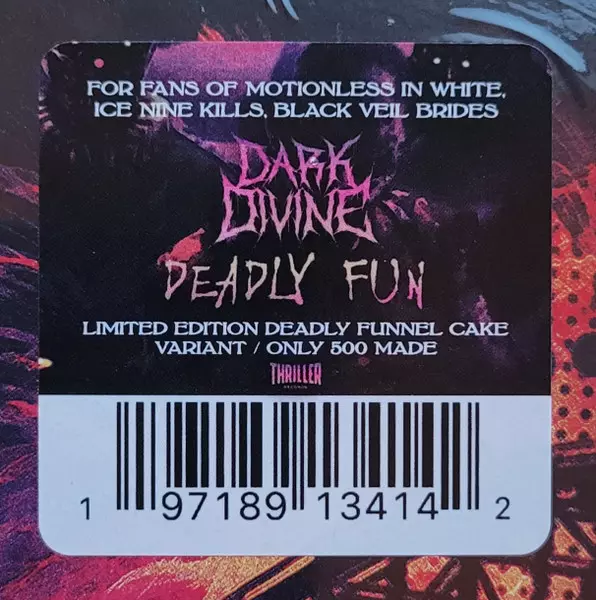 FOR FANS OF MOTIONLESS IN WHITE,
ICE NINE KILLS, BLACK VEIL BRIDES
DARK
DIVINE
DEADLY FUN
LIMITED EDITION DEADLY FUNNEL CAKE
VARIANT / ONLY 500 MADE
THRILLER
RECORDS
1 97189 13414 2